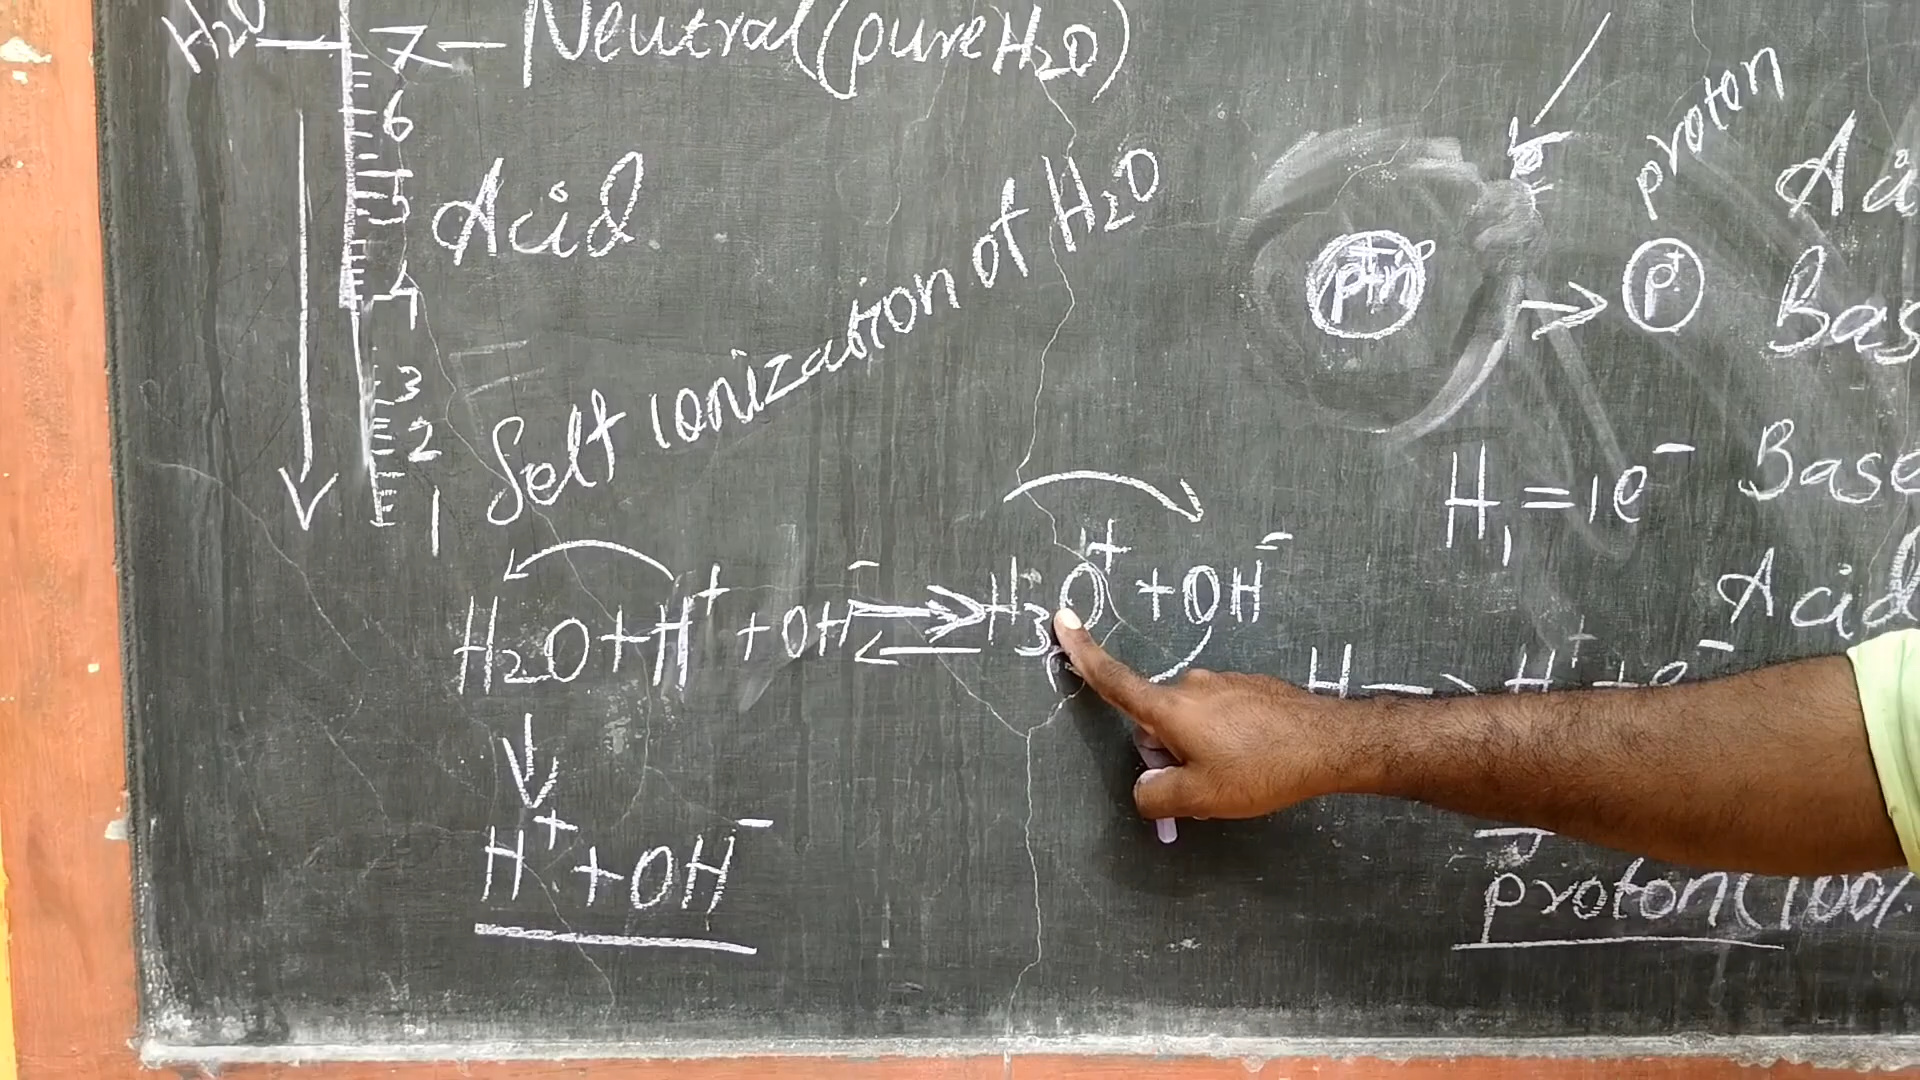 H2O 7 - Neutral (pure H2O)
6
5
4
3
2
1
Acid
Self ionization of H2O
H2O + H+ + OH- ⇌ H3O+ + OH-
H+ + OH-
p+n°
p+
proton
H1 = 1e-
H → H+ + e-
proton (100%
Base
Acid